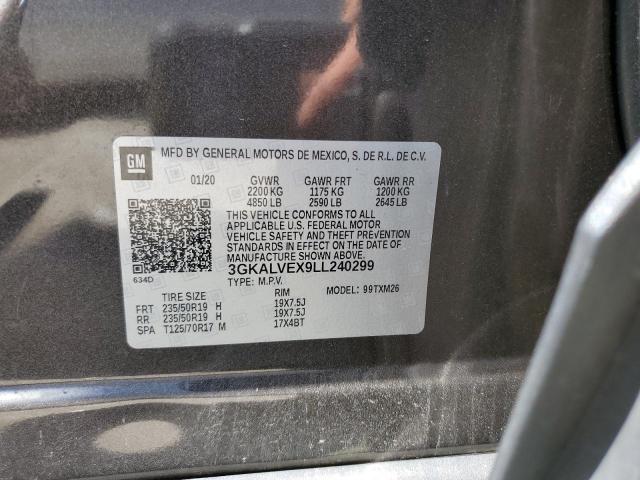 GM
MFD BY GENERAL MOTORS DE MEXICO, S. DE R.L. DE C.V.
01/20 GVWR GAWR FRT GAWR RR
2200 KG 1175 KG 1200 KG
4850 LB 2590 LB 2645 LB
THIS VEHICLE CONFORMS TO ALL
APPLICABLE U.S. FEDERAL MOTOR
VEHICLE SAFETY AND THEFT PREVENTION
STANDARDS IN EFFECT ON THE DATE OF
MANUFACTURE SHOWN ABOVE.
634D 3GKALVEX9LL240299
TYPE: M.P.V. MODEL: 99TXM26
TIRE SIZE RIM
FRT 235/50R19 H 19X7.5J
RR 235/50R19 H 19X7.5J
SPA T125/70R17 M 17X4BT